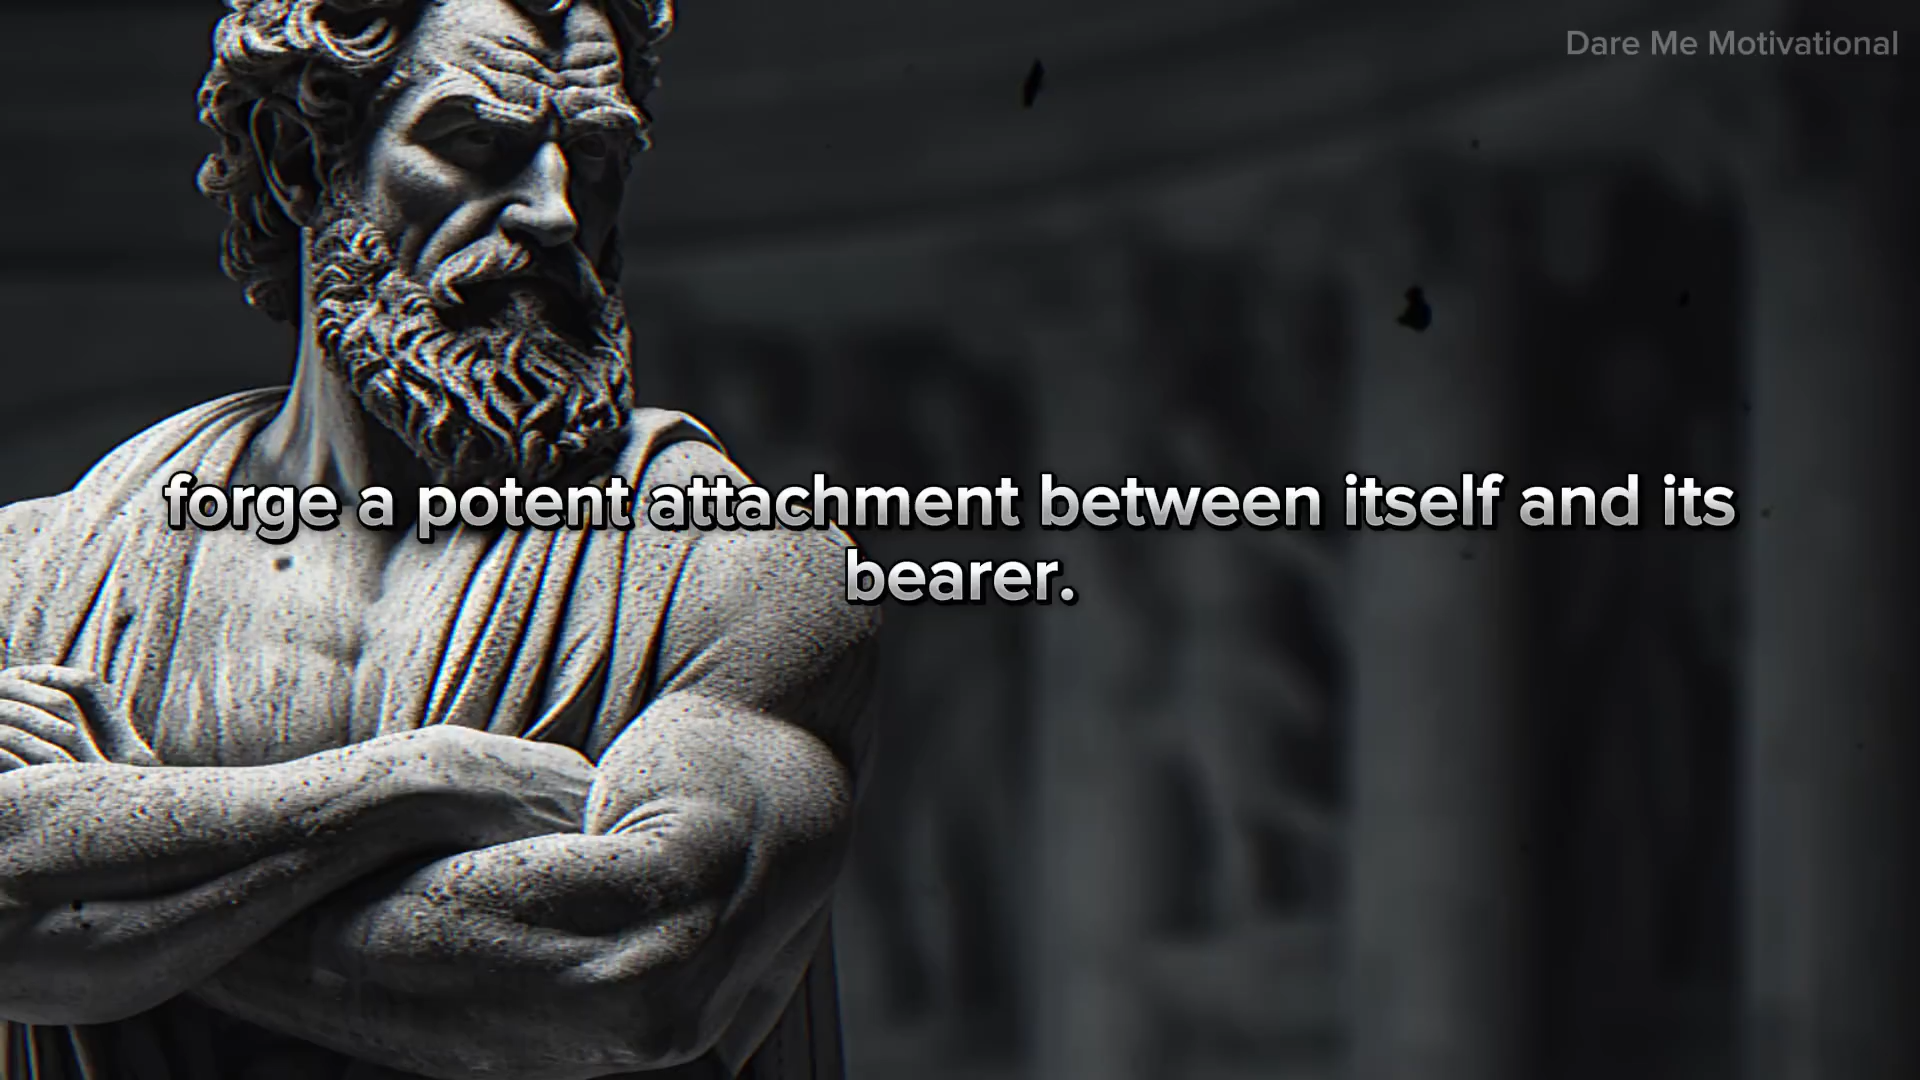 Dare Me Motivational
forge a potent attachment between itself and its
bearer.